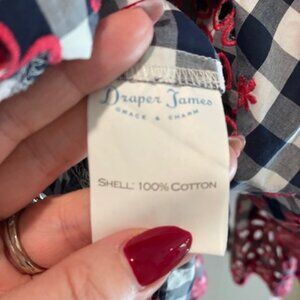 Draper James
GRACE & CHARM
SHELL: 100% COTTON